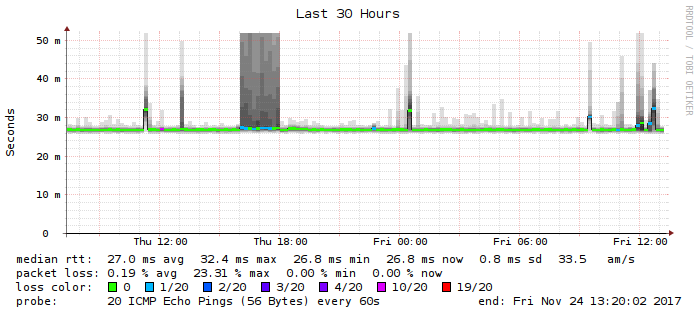 Last 30 Hours
RRDTOOL / TOBI OETIKER
Seconds
50 m
40 m
30 m
20 m
10 m
0
Thu 12:00 Thu 18:00 Fri 00:00 Fri 06:00 Fri 12:00
median rtt: 27.0 ms avg 32.4 ms max 26.8 ms min 26.8 ms now 0.8 ms sd 33.5 am/s
packet loss: 0.19 % avg 23.31 % max 0.00 % min 0.00 % now
loss color: 0 1/20 2/20 3/20 4/20 10/20 19/20
probe: 20 ICMP Echo Pings (56 Bytes) every 60s end: Fri Nov 24 13:20:02 2017